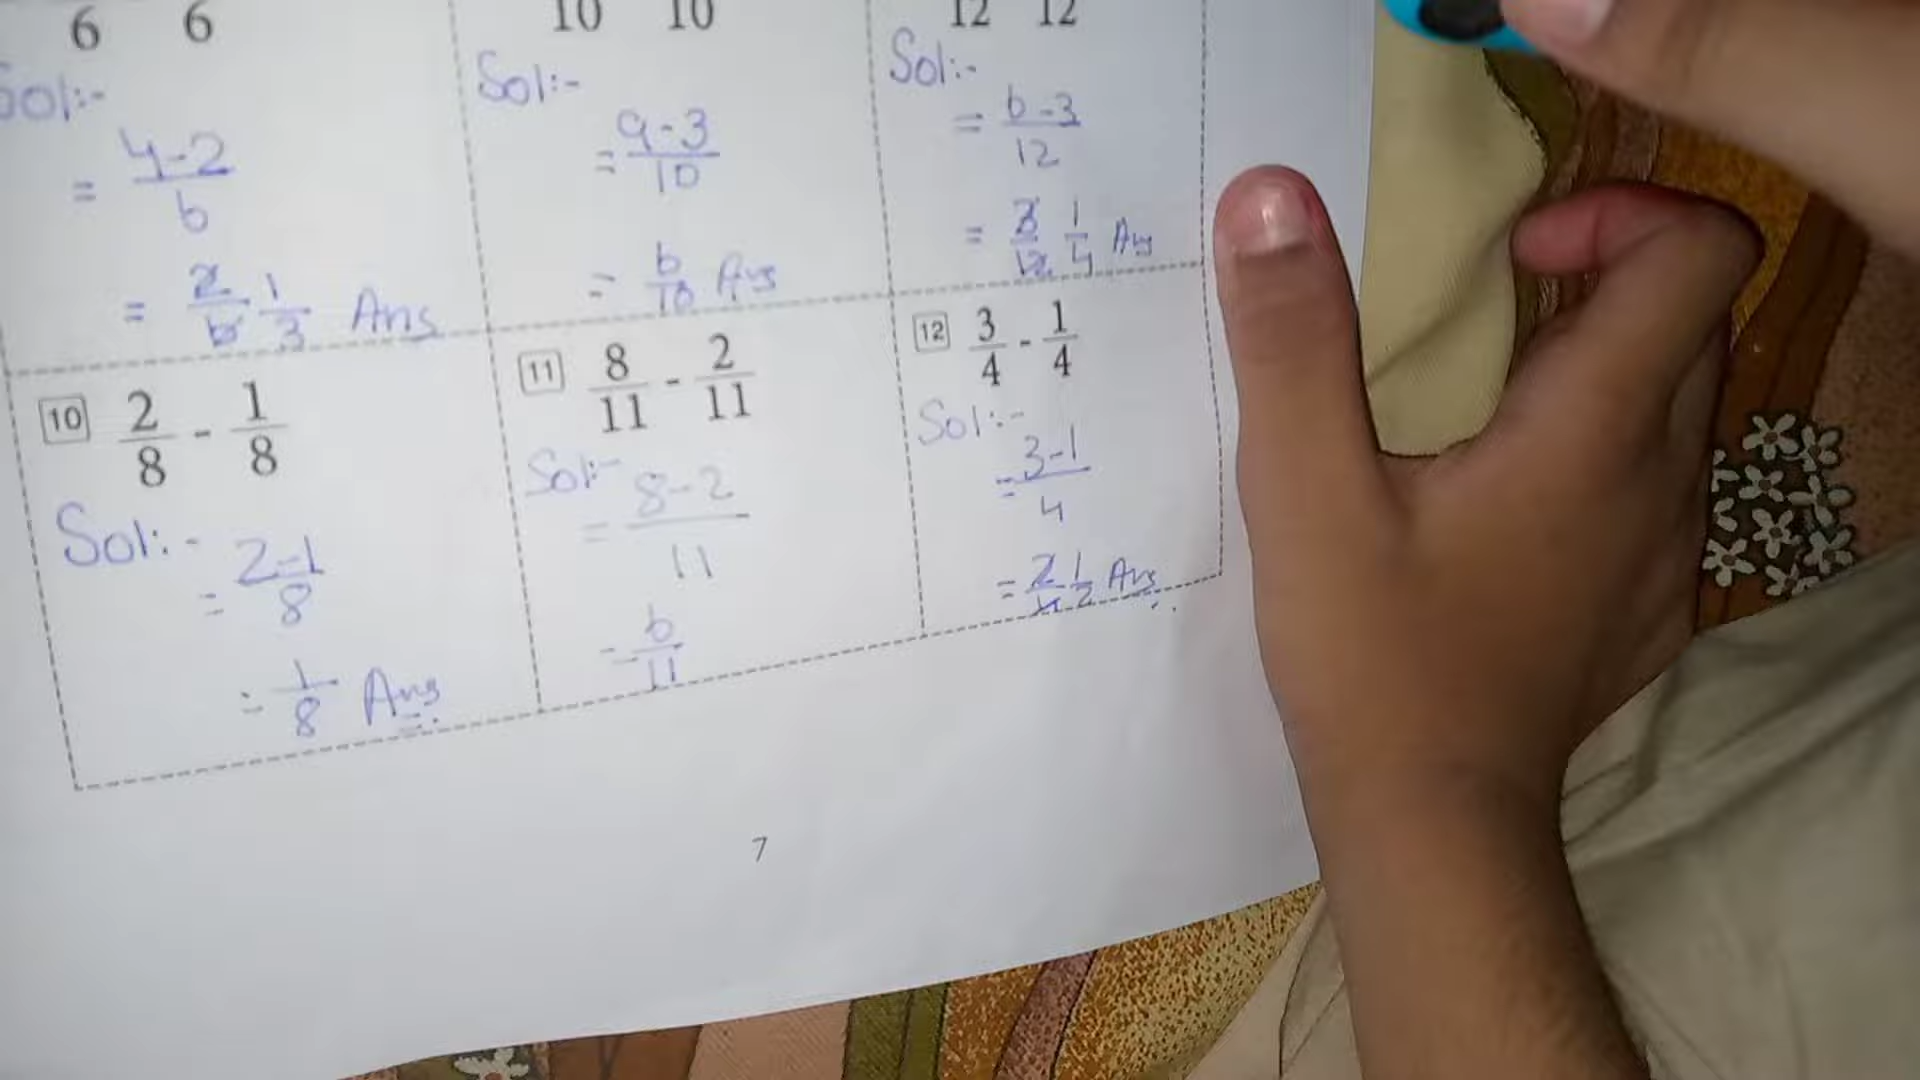 6 6
Sol:-
= 4-2/6
= 2/6 1/3 Ans
10 10
Sol:-
= 9-3/10
= 6/10 Ans
12 12
Sol:-
= 6-3/12
= 3/12 1/4 Ans
10 2/8 - 1/8
Sol:-
= 2-1/8
= 1/8 Ans
11 8/11 - 2/11
Sol:-
= 8-2/11
= 6/11
12 3/4 - 1/4
Sol:-
= 3-1/4
= 2/4 1/2 Ans
7